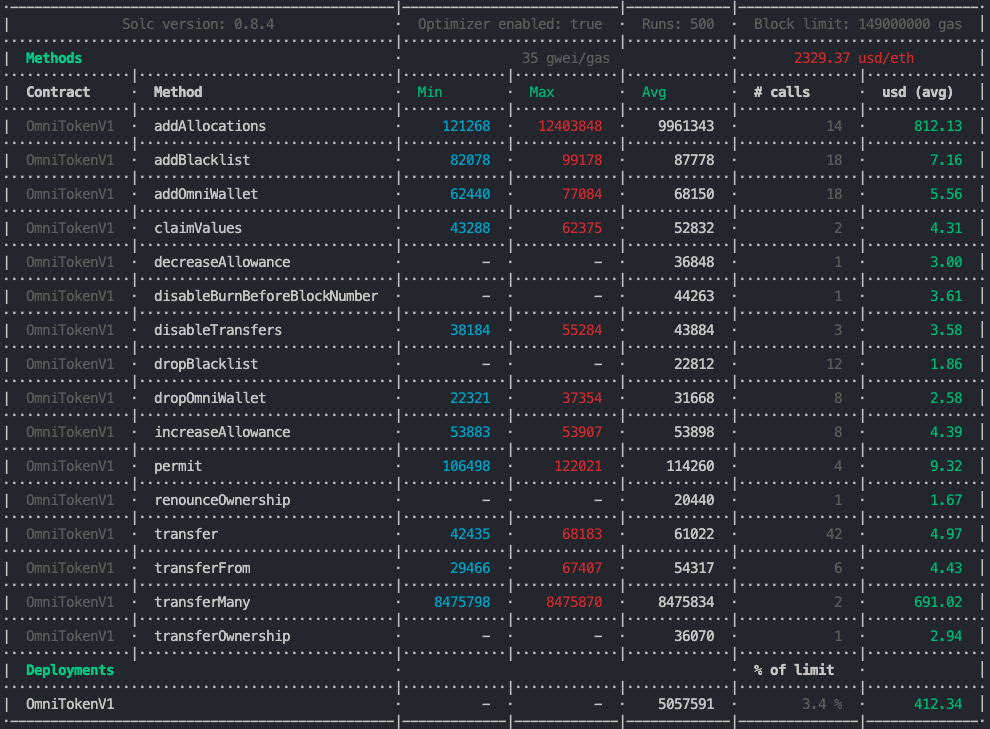 Solc version: 0.8.4 · Optimizer enabled: true · Runs: 500 · Block limit: 149000000 gas
Methods · 35 gwei/gas · 2329.37 usd/eth
Contract · Method · Min · Max · Avg · # calls · usd (avg)
OmniTokenV1 · addAllocations · 121268 · 12403848 · 9961343 · 14 · 812.13
OmniTokenV1 · addBlacklist · 82078 · 99178 · 87778 · 18 · 7.16
OmniTokenV1 · addOmniWallet · 62440 · 77084 · 68150 · 18 · 5.56
OmniTokenV1 · claimValues · 43288 · 62375 · 52832 · 2 · 4.31
OmniTokenV1 · decreaseAllowance · – · – · 36848 · 1 · 3.00
OmniTokenV1 · disableBurnBeforeBlockNumber · – · – · 44263 · 1 · 3.61
OmniTokenV1 · disableTransfers · 38184 · 55284 · 43884 · 3 · 3.58
OmniTokenV1 · dropBlacklist · – · – · 22812 · 12 · 1.86
OmniTokenV1 · dropOmniWallet · 22321 · 37354 · 31668 · 8 · 2.58
OmniTokenV1 · increaseAllowance · 53883 · 53907 · 53898 · 8 · 4.39
OmniTokenV1 · permit · 106498 · 122021 · 114260 · 4 · 9.32
OmniTokenV1 · renounceOwnership · – · – · 20440 · 1 · 1.67
OmniTokenV1 · transfer · 42435 · 68183 · 61022 · 42 · 4.97
OmniTokenV1 · transferFrom · 29466 · 67407 · 54317 · 6 · 4.43
OmniTokenV1 · transferMany · 8475798 · 8475870 · 8475834 · 2 · 691.02
OmniTokenV1 · transferOwnership · – · – · 36070 · 1 · 2.94
Deployments · % of limit
OmniTokenV1 · – · – · 5057591 · 3.4 % · 412.34